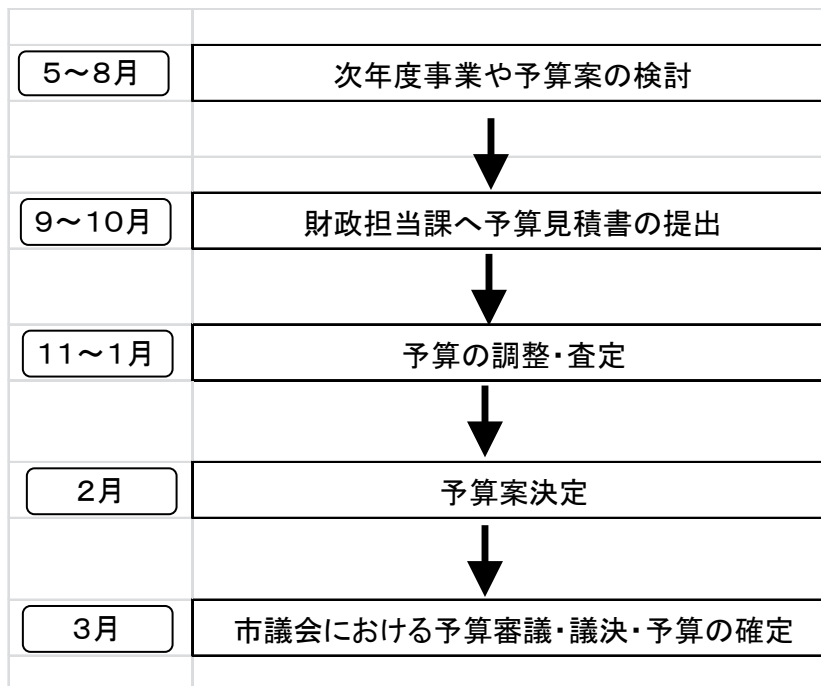 5～8月
次年度事業や予算案の検討
9～10月
財政担当課へ予算見積書の提出
11～1月
予算の調整・査定
2月
予算案決定
3月
市議会における予算審議・議決・予算の確定